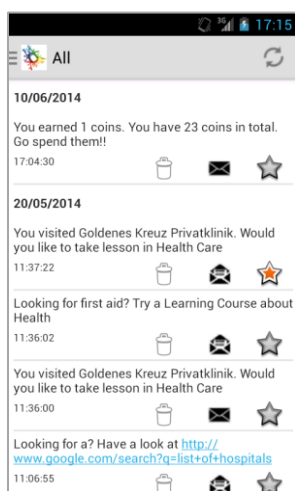 3G 17:15
All
10/06/2014
You earned 1 coins. You have 23 coins in total.
Go spend them!!
17:04:30
20/05/2014
You visited Goldenes Kreuz Privatklinik. Would
you like to take lesson in Health Care
11:37:22
Looking for first aid? Try a Learning Course about
Health
11:36:02
You visited Goldenes Kreuz Privatklinik. Would
you like to take lesson in Health Care
11:36:00
Looking for a? Have a look at http://
www.google.com/search?q=list+of+hospitals
11:06:55